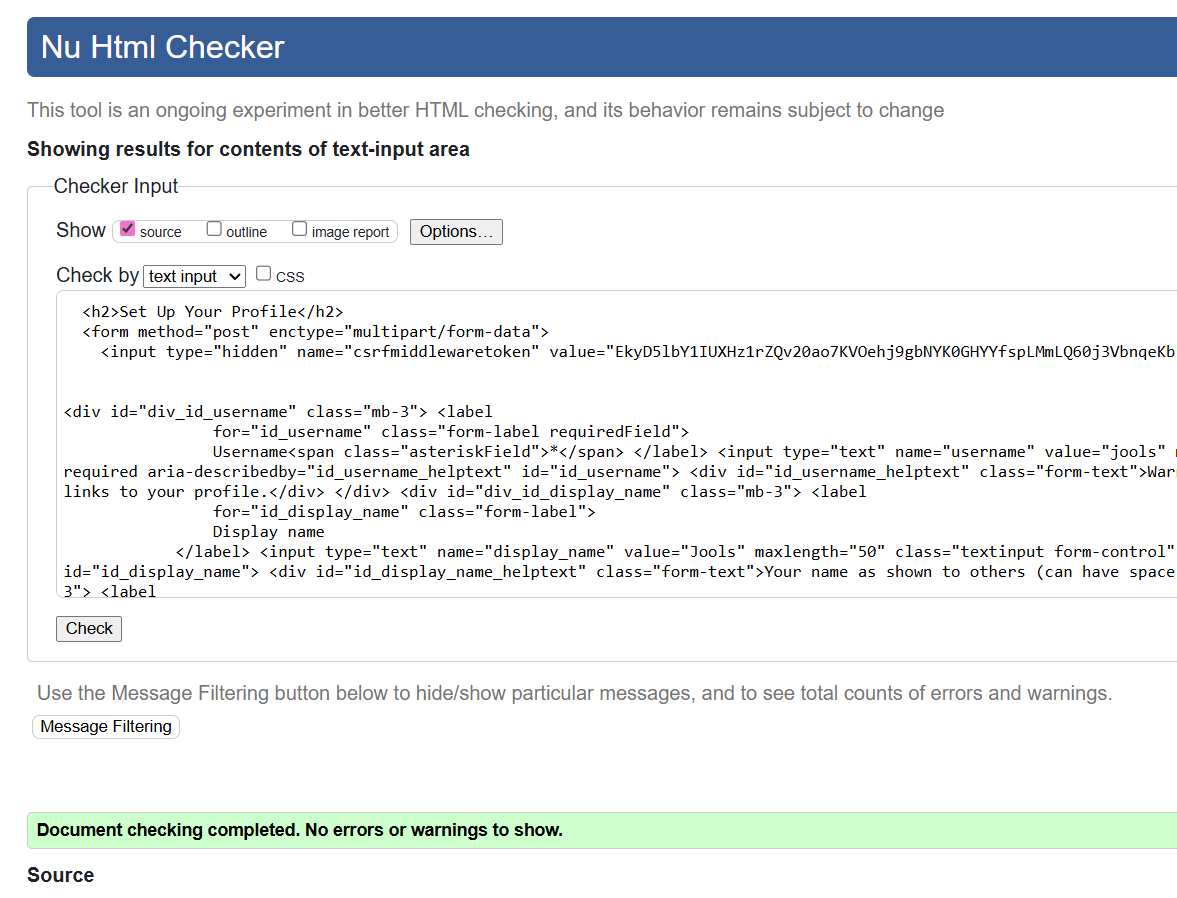 Nu Html Checker
This tool is an ongoing experiment in better HTML checking, and its behavior remains subject to change
Showing results for contents of text-input area
Checker Input
Show source outline image report Options...
Check by text input CSS
<h2>Set Up Your Profile</h2>
<form method="post" enctype="multipart/form-data">
<input type="hidden" name="csrfmiddlewaretoken" value="EkyD5lbY1IUXHz1rZQv20ao7KVOehj9gbNYK0GHYYfspLMmLQ60j3VbnqeKb
<div id="div_id_username" class="mb-3"> <label
for="id_username" class="form-label requiredField">
Username<span class="asteriskField">*</span> </label> <input type="text" name="username" value="jools"
required aria-describedby="id_username_helptext" id="id_username"> <div id="id_username_helptext" class="form-text">War
links to your profile.</div> </div> <div id="div_id_display_name" class="mb-3"> <label
for="id_display_name" class="form-label">
Display name
</label> <input type="text" name="display_name" value="Jools" maxlength="50" class="textinput form-control"
id="id_display_name"> <div id="id_display_name_helptext" class="form-text">Your name as shown to others (can have space
3"> <label
Check
Use the Message Filtering button below to hide/show particular messages, and to see total counts of errors and warnings.
Message Filtering
Document checking completed. No errors or warnings to show.
Source